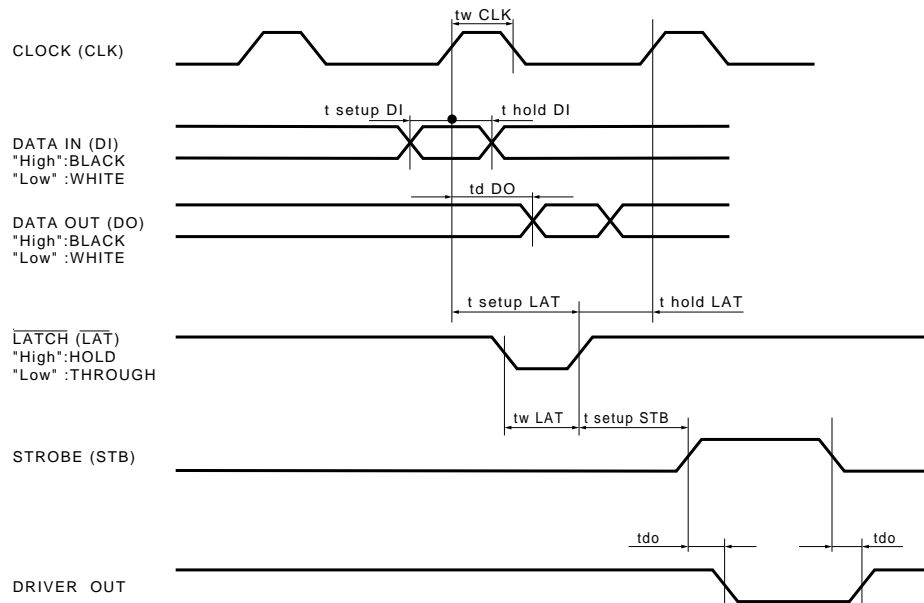 tw CLK
CLOCK (CLK)
t setup DI
t hold DI
DATA IN (DI)
"High":BLACK
"Low" :WHITE
td DO
DATA OUT (DO)
"High":BLACK
"Low" :WHITE
t setup LAT
t hold LAT
LATCH (LAT)
"High":HOLD
"Low" :THROUGH
tw LAT
t setup STB
STROBE (STB)
tdo
tdo
DRIVER OUT